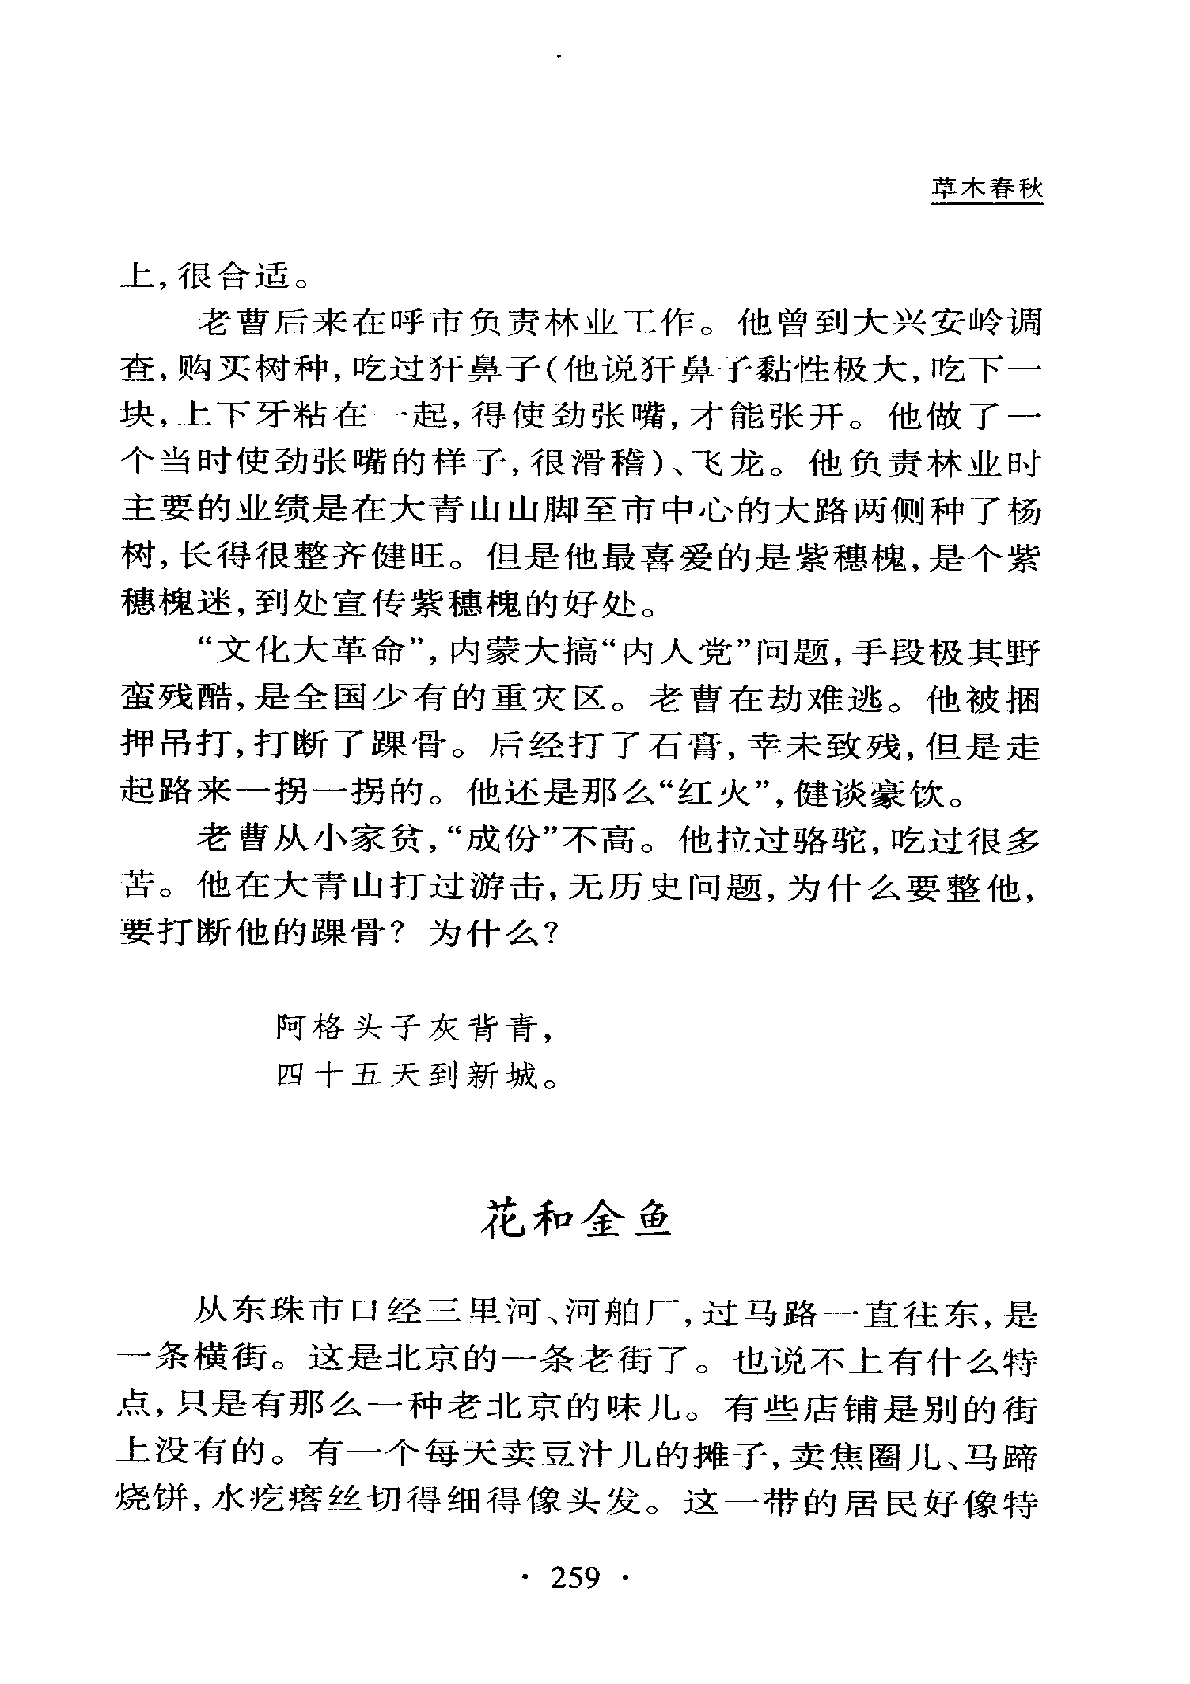 草木春秋
上,很合适。
老曹后来在呼市负责林业工作。他曾到大兴安岭调
查,购买树种,吃过犴鼻子(他说犴鼻子黏性极大,吃下一
块,上下牙粘在一起,得使劲张嘴,才能张开。他做了一
个当时使劲张嘴的样子,很滑稽)、飞龙。他负责林业时
主要的业绩是在大青山山脚至市中心的大路两侧种了杨
树,长得很整齐健旺。但是他最喜爱的是紫穗槐,是个紫
穗槐迷,到处宣传紫穗槐的好处。
“文化大革命”,内蒙大搞“内人党”问题,手段极其野
蛮残酷,是全国少有的重灾区。老曹在劫难逃。他被捆
押吊打,打断了踝骨。后经打了石膏,幸未致残,但是走
起路来一拐一拐的。他还是那么“红火”,健谈豪饮。
老曹从小家贫,“成份”不高。他拉过骆驼,吃过很多
苦。他在大青山打过游击,无历史问题,为什么要整他,
要打断他的踝骨?为什么?
阿格头子灰背青,
四十五天到新城。
花和金鱼
从东珠市口经三里河、河舶厂,过马路一直往东,是
一条横街。这是北京的一条老街了。也说不上有什么特
点,只是有那么一种老北京的味儿。有些店铺是别的街
上没有的。有一个每天卖豆汁儿的摊子,卖焦圈儿、马蹄
烧饼,水疙瘩丝切得细得像头发。这一带的居民好像特
· 259 ·